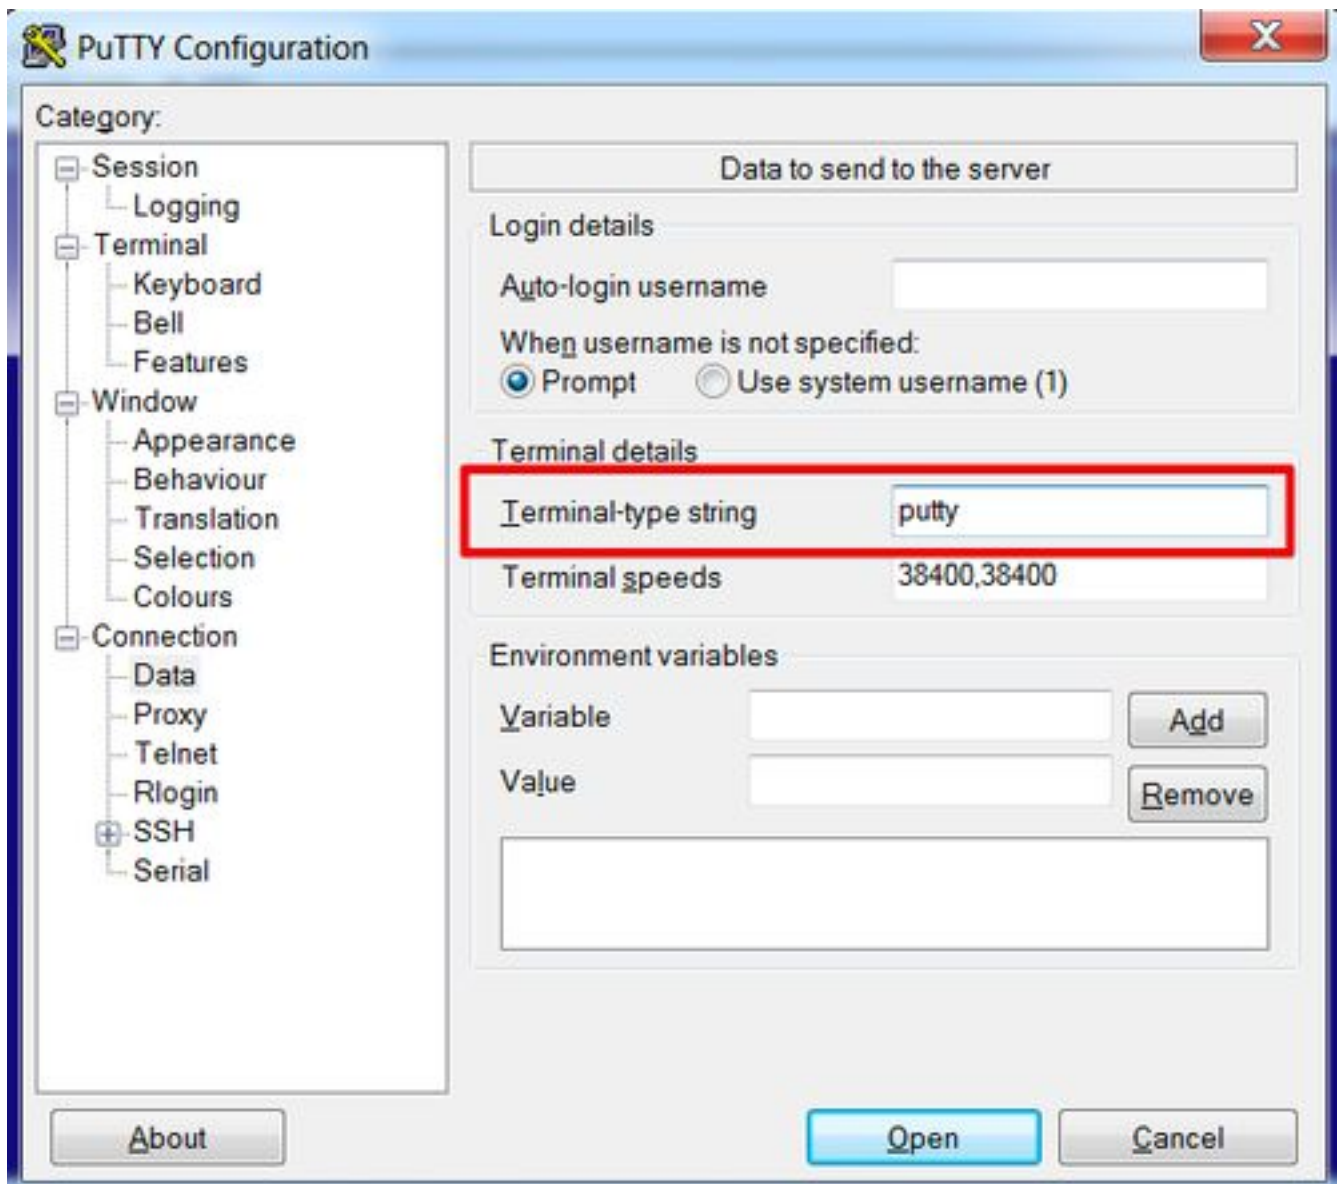 PuTTY Configuration
X
Category:
Session
Logging
Terminal
Keyboard
Bell
Features
Window
Appearance
Behaviour
Translation
Selection
Colours
Connection
Data
Proxy
Telnet
Rlogin
SSH
Serial
Data to send to the server
Login details
Auto-login username
When username is not specified:
Prompt Use system username (1)
Terminal details
Terminal-type string putty
Terminal speeds 38400,38400
Environment variables
Variable Add
Value Remove
About Open Cancel